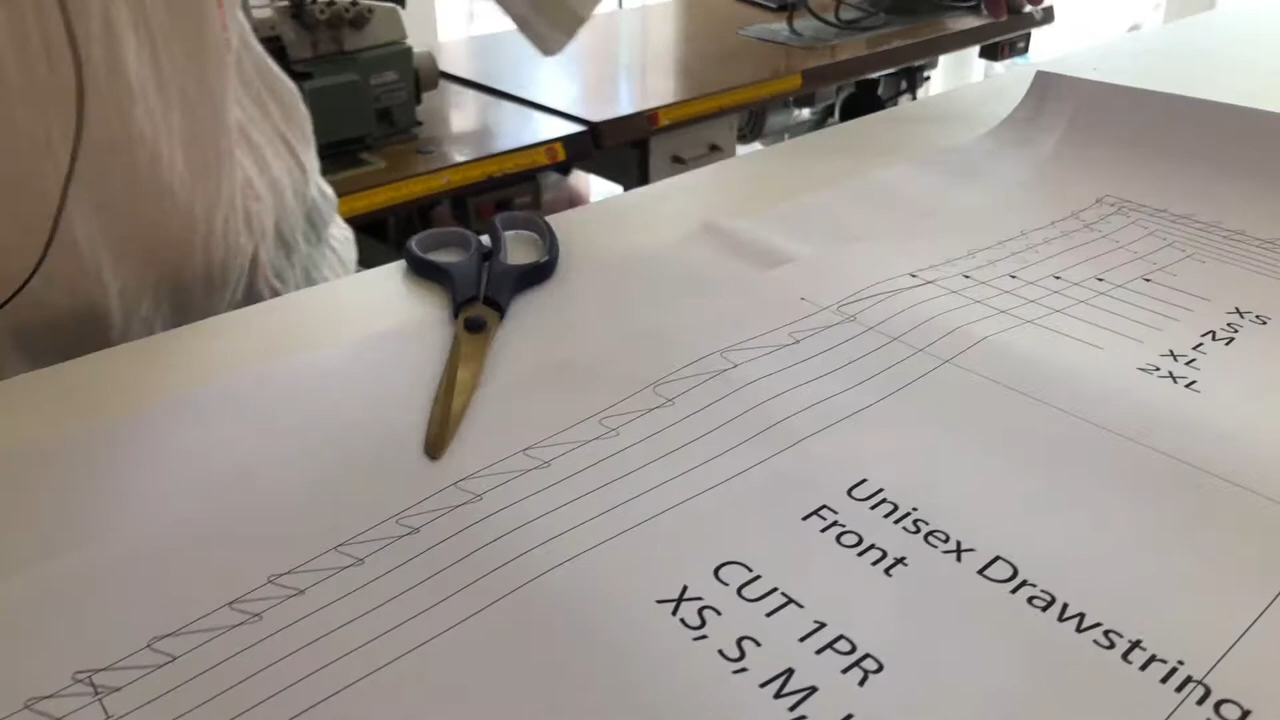 XS
S
M
L
XL
2XL
Unisex Drawstring
Front
CUT 1PR
XS, S, M,